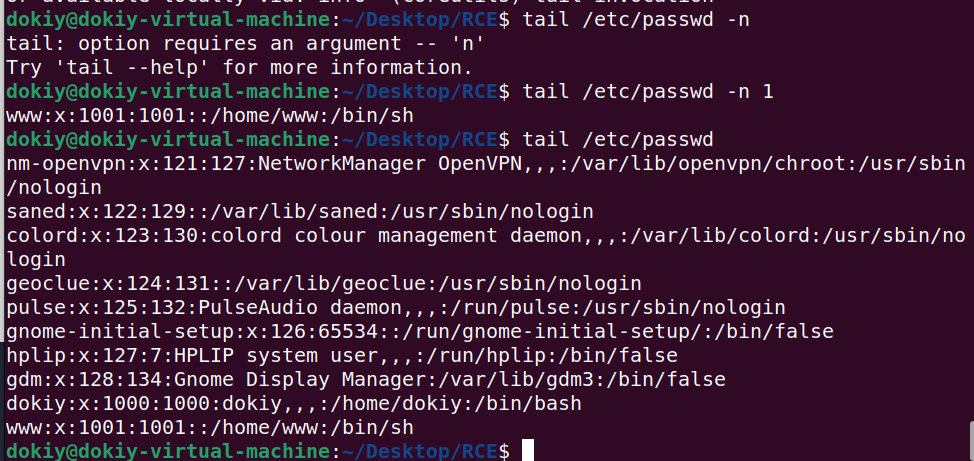 dokiy@dokiy-virtual-machine:~/Desktop/RCE$ tail /etc/passwd -n
tail: option requires an argument -- 'n'
Try 'tail --help' for more information.
dokiy@dokiy-virtual-machine:~/Desktop/RCE$ tail /etc/passwd -n 1
www:x:1001:1001::/home/www:/bin/sh
dokiy@dokiy-virtual-machine:~/Desktop/RCE$ tail /etc/passwd
nm-openvpn:x:121:127:NetworkManager OpenVPN,,,:/var/lib/openvpn/chroot:/usr/sbin
/nologin
saned:x:122:129::/var/lib/saned:/usr/sbin/nologin
colord:x:123:130:colord colour management daemon,,,:/var/lib/colord:/usr/sbin/no
login
geoclue:x:124:131::/var/lib/geoclue:/usr/sbin/nologin
pulse:x:125:132:PulseAudio daemon,,,:/run/pulse:/usr/sbin/nologin
gnome-initial-setup:x:126:65534::/run/gnome-initial-setup/:/bin/false
hplip:x:127:7:HPLIP system user,,,:/run/hplip:/bin/false
gdm:x:128:134:Gnome Display Manager:/var/lib/gdm3:/bin/false
dokiy:x:1000:1000:dokiy,,,:/home/dokiy:/bin/bash
www:x:1001:1001::/home/www:/bin/sh
dokiy@dokiy-virtual-machine:~/Desktop/RCE$